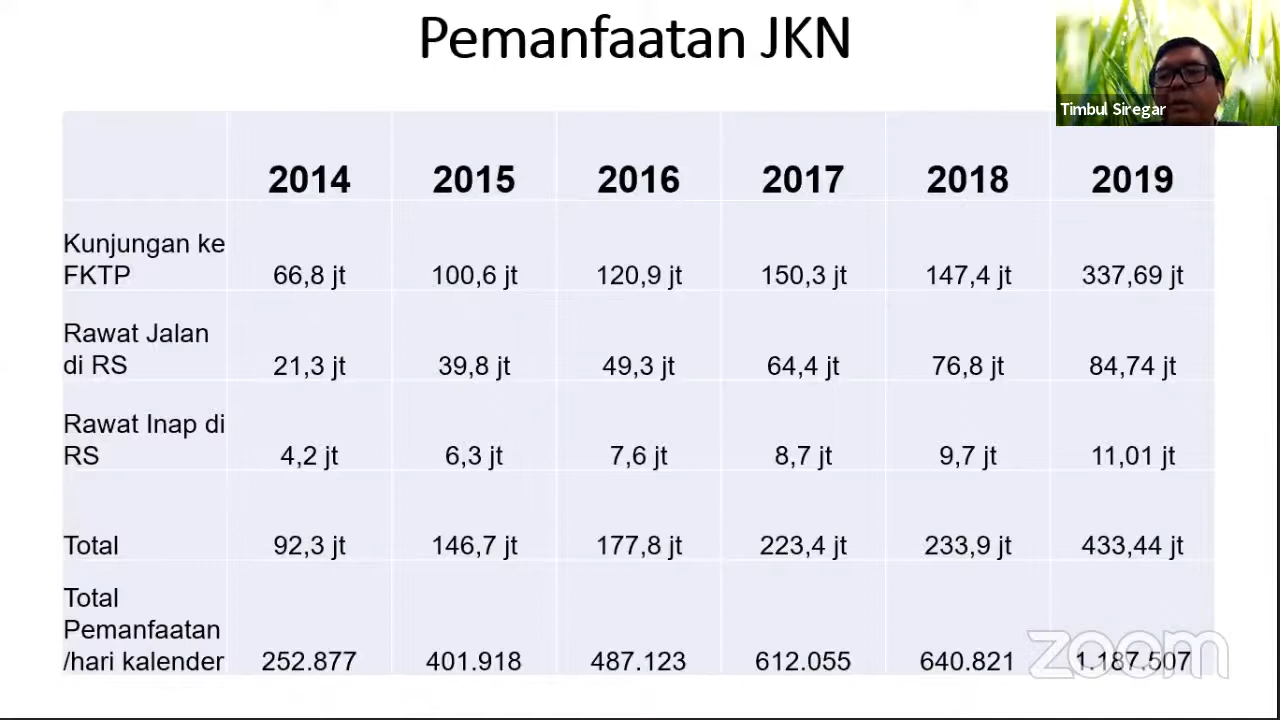 Pemanfaatan JKN
Timbul Siregar
2014 2015 2016 2017 2018 2019
Kunjungan ke
FKTP 66,8 jt 100,6 jt 120,9 jt 150,3 jt 147,4 jt 337,69 jt
Rawat Jalan
di RS 21,3 jt 39,8 jt 49,3 jt 64,4 jt 76,8 jt 84,74 jt
Rawat Inap di
RS 4,2 jt 6,3 jt 7,6 jt 8,7 jt 9,7 jt 11,01 jt
Total 92,3 jt 146,7 jt 177,8 jt 223,4 jt 233,9 jt 433,44 jt
Total
Pemanfaatan
/hari kalender 252.877 401.918 487.123 612.055 640.821 1.187.507
zoom